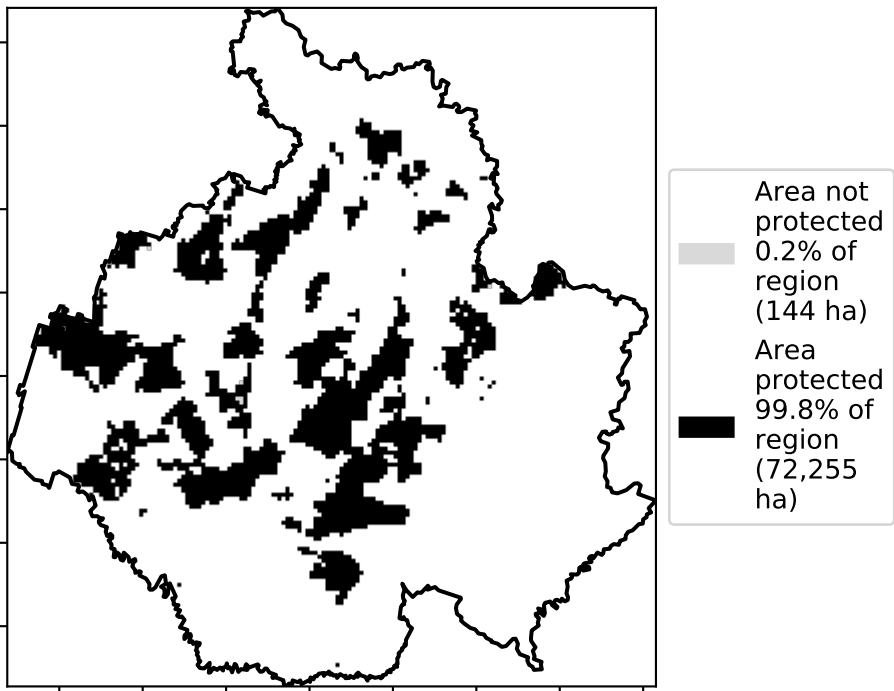 Area not
protected
0.2% of
region
(144 ha)
Area
protected
99.8% of
region
(72,255
ha)